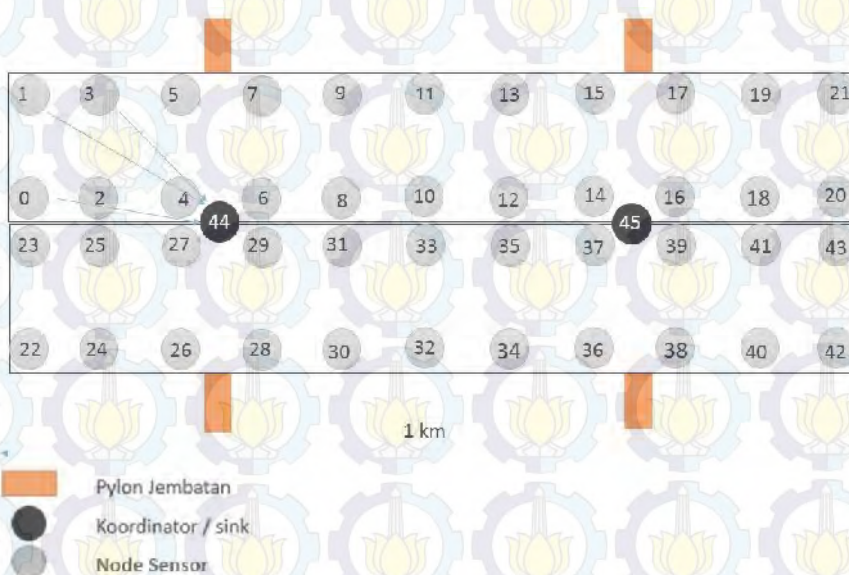 1 3 5 7 9 11 13 15 17 19 21
0 2 4 6 8 10 12 14 16 18 20
44 45
23 25 27 29 31 33 35 37 39 41 43
22 24 26 28 30 32 34 36 38 40 42
1 km
Pylon Jembatan
Koordinator / sink
Node Sensor